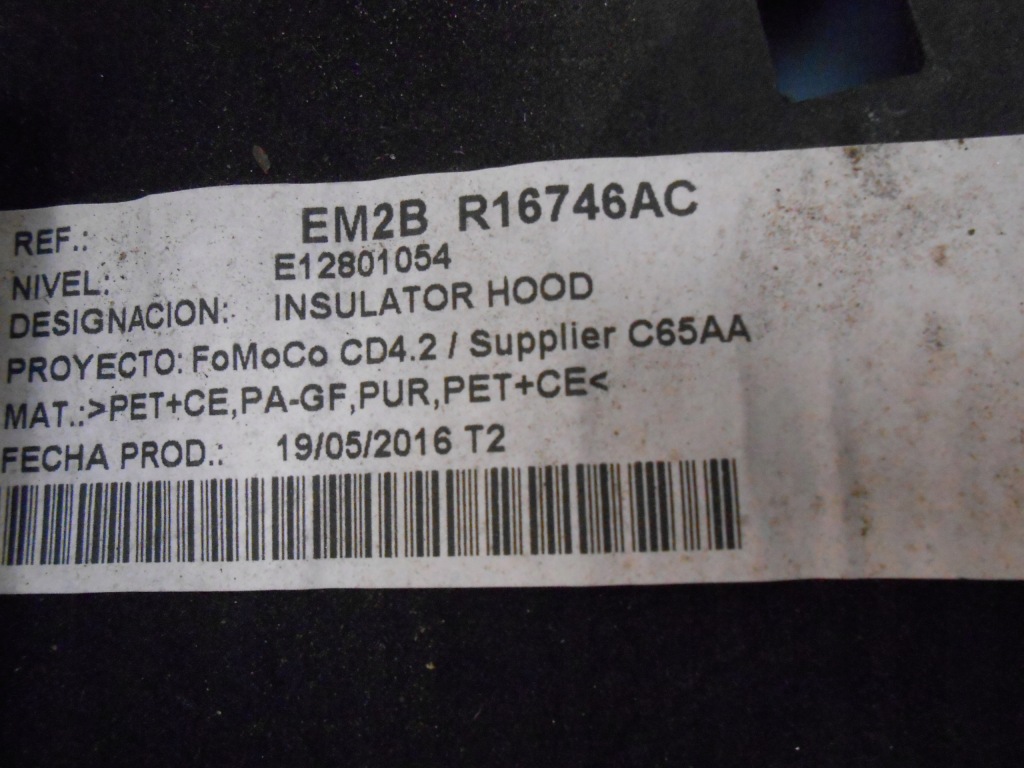 REF.: EM2B R16746AC
NIVEL: E12801054
DESIGNACION: INSULATOR HOOD
PROYECTO: FoMoCo CD4.2 / Supplier C65AA
MAT.:>PET+CE,PA-GF,PUR,PET+CE<
FECHA PROD.: 19/05/2016 T2